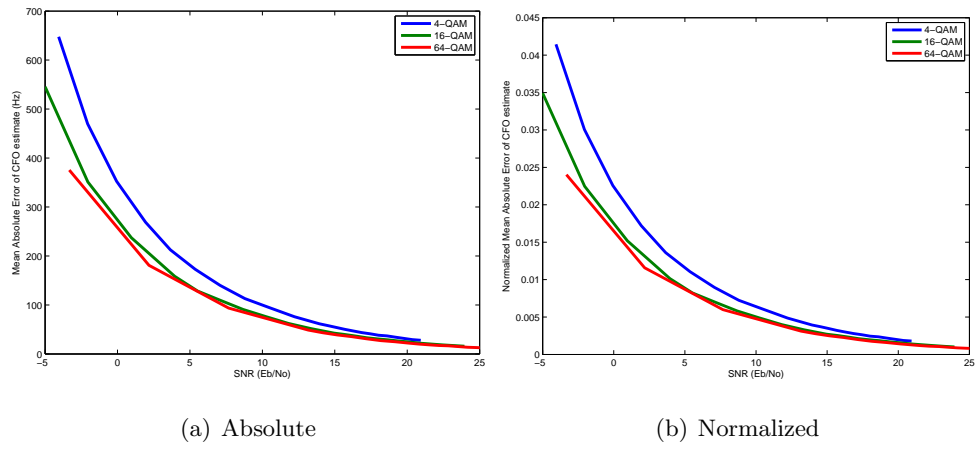 700
600
500
400
300
200
100
0
-5
0
5
10
15
20
25
Mean Absolute Error of CFO estimate (Hz)
SNR (Eb/No)
4-QAM
16-QAM
64-QAM
(a) Absolute
0.045
0.04
0.035
0.03
0.025
0.02
0.015
0.01
0.005
0
-5
0
5
10
15
20
25
Normalized Mean Absolute Error of CFO estimate
SNR (Eb/No)
4-QAM
16-QAM
64-QAM
(b) Normalized